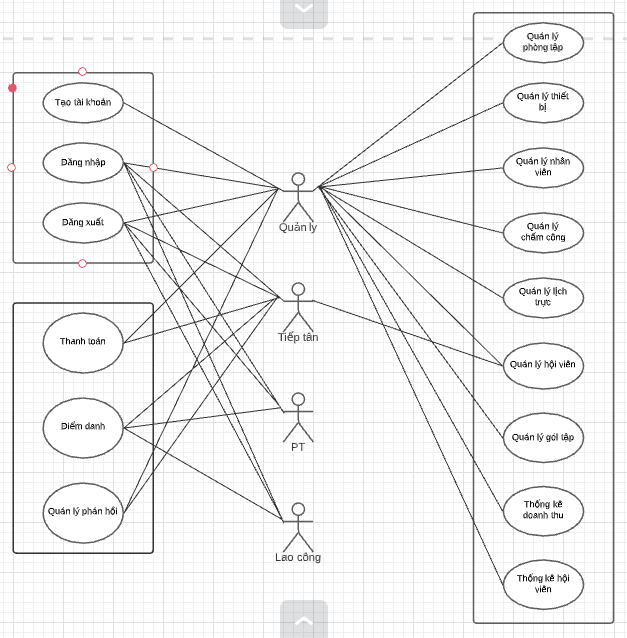 Tạo tài khoản
Đăng nhập
Đăng xuất
Thanh toán
Điểm danh
Quản lý phản hồi
Quản lý
Tiếp tân
PT
Lao công
Quản lý
phòng tập
Quản lý thiết
bị
Quản lý nhân
viên
Quản lý
chấm công
Quản lý lịch
trực
Quản lý hội viên
Quản lý gói tập
Thống kê
doanh thu
Thống kê hội
viên